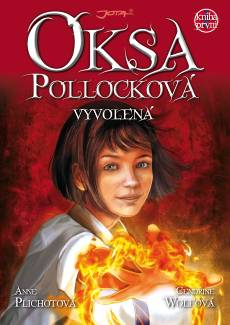 JOTA
kniha
první
OKSA
POLLOCKOVÁ
VYVOLENÁ
ANNE
PLICHOTOVÁ
CENDRINE
WOLFOVÁ